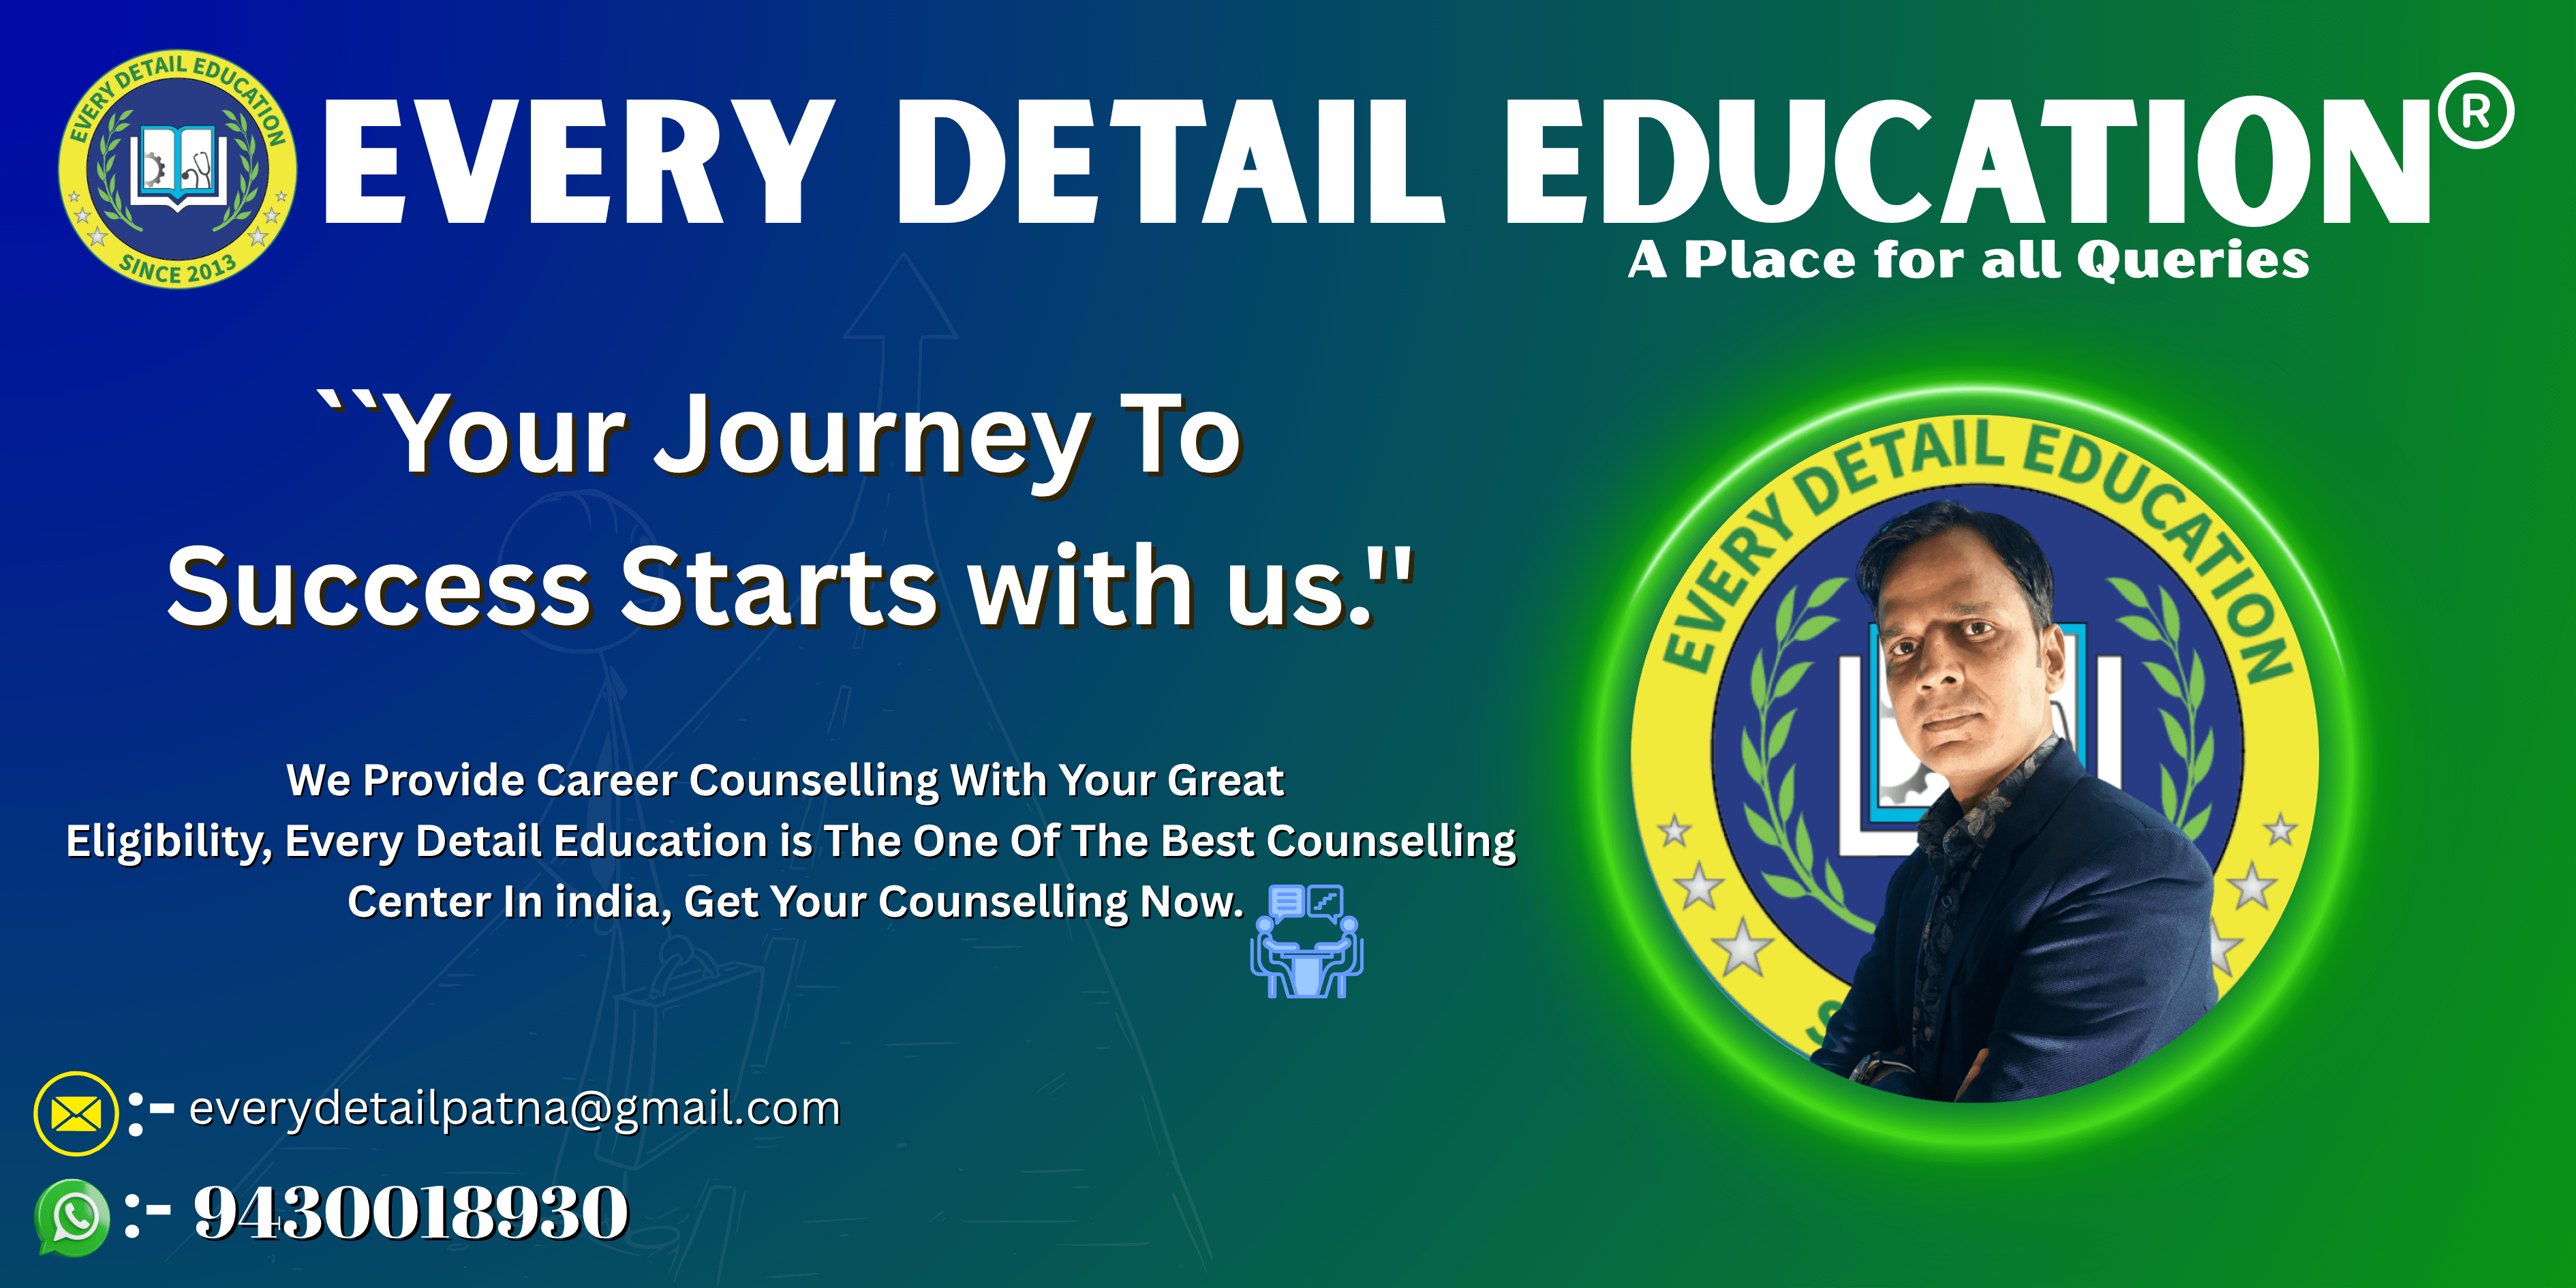 EVERY DETAIL EDUCATION
SINCE 2013
EVERY DETAIL EDUCATION®
A Place for all Queries
``Your Journey To
Success Starts with us."
We Provide Career Counselling With Your Great
Eligibility, Every Detail Education is The One Of The Best Counselling
Center In india, Get Your Counselling Now.
EVERY DETAIL EDUCATION
S
:- everydetailpatna@gmail.com
:- 9430018930